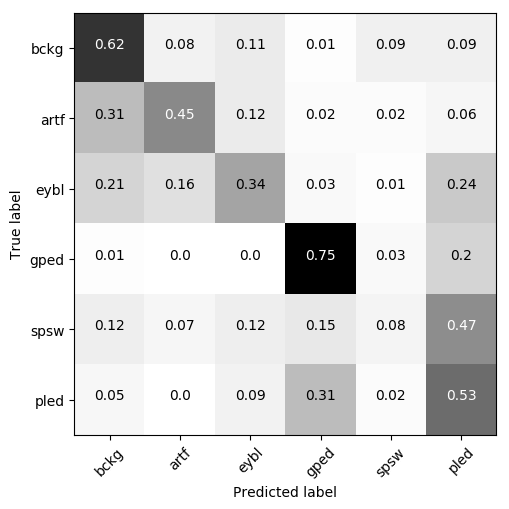 True label
bckg 0.62 0.08 0.11 0.01 0.09 0.09
artf 0.31 0.45 0.12 0.02 0.02 0.06
eybl 0.21 0.16 0.34 0.03 0.01 0.24
gped 0.01 0.0 0.0 0.75 0.03 0.2
spsw 0.12 0.07 0.12 0.15 0.08 0.47
pled 0.05 0.0 0.09 0.31 0.02 0.53
bckg artf eybl gped spsw pled
Predicted label